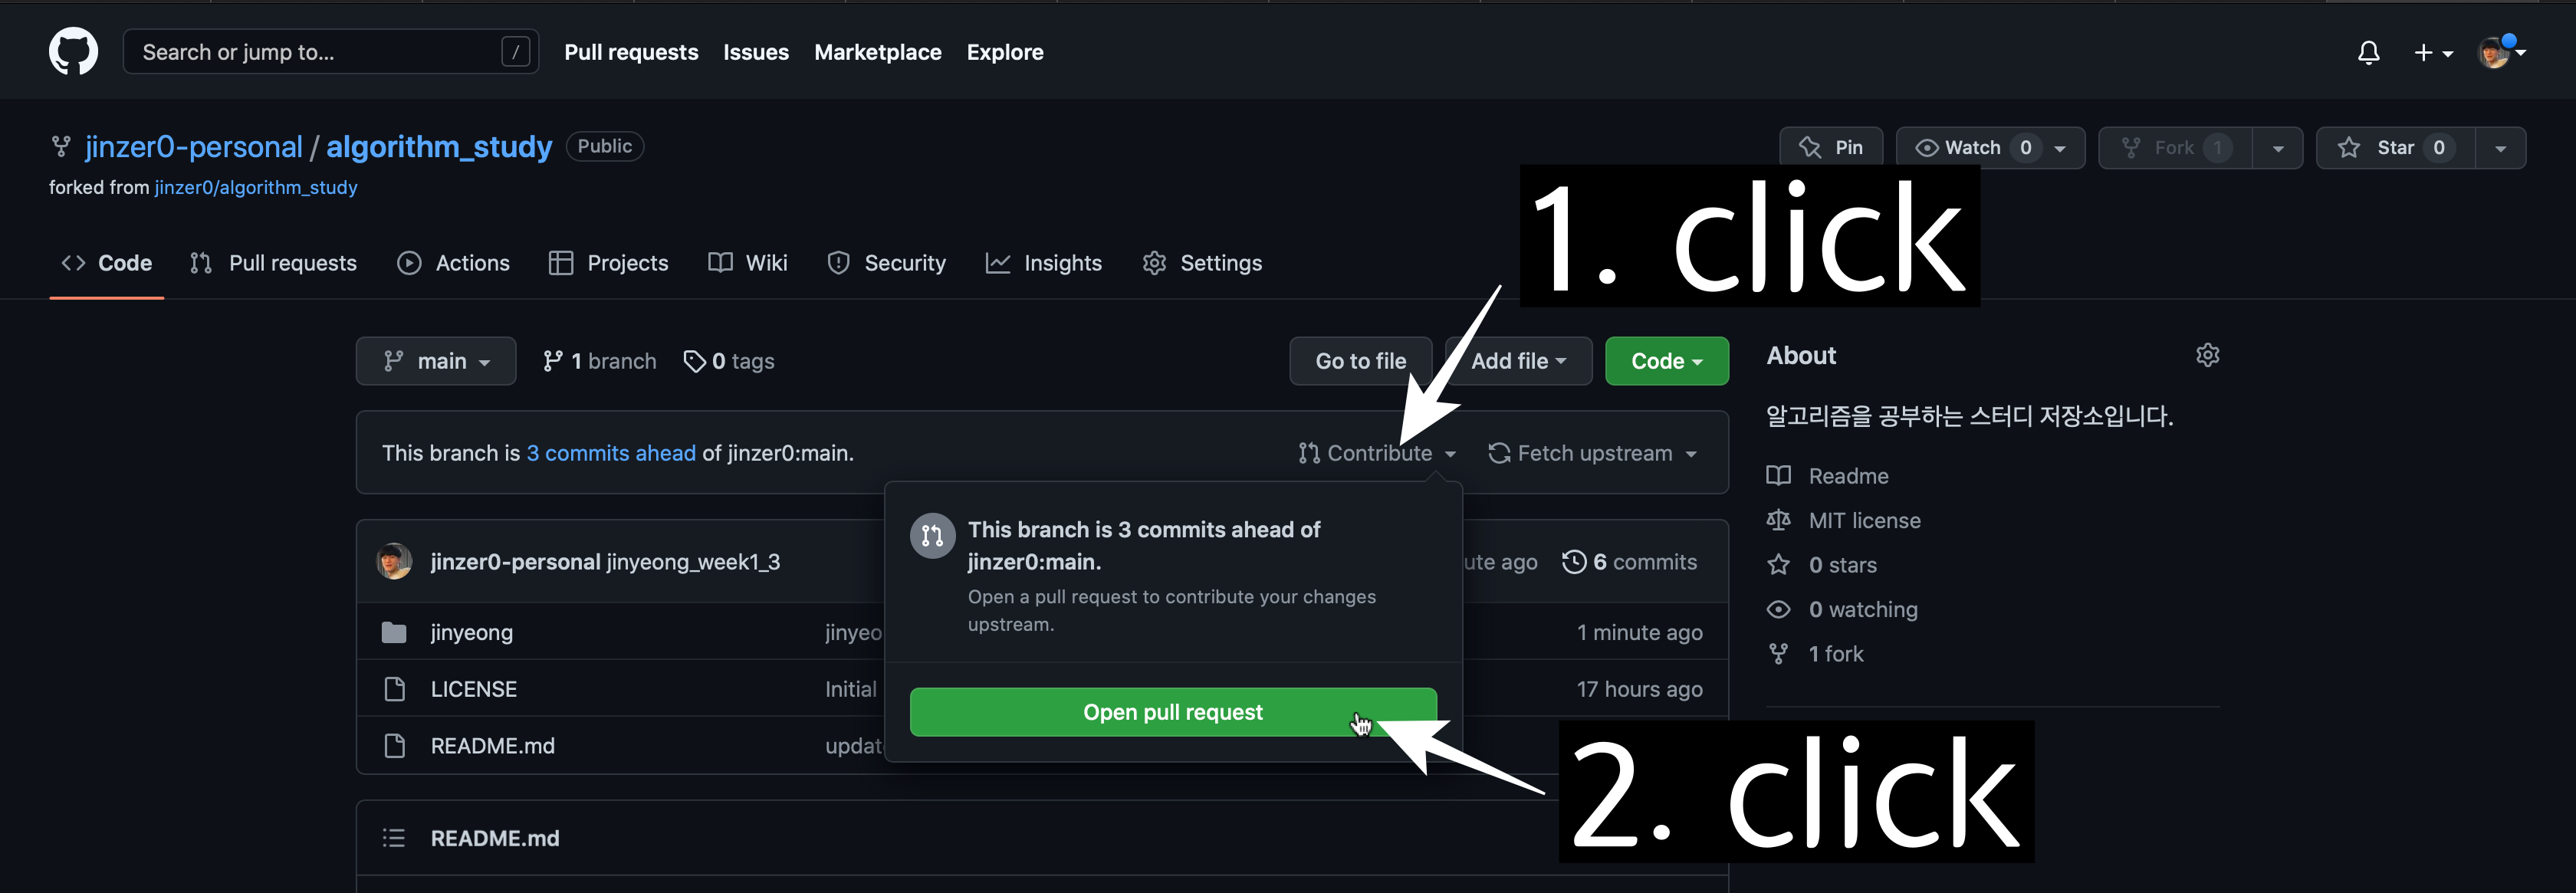 Search or jump to... /
Pull requests Issues Marketplace Explore
jinzer0-personal / algorithm_study Public
Pin Watch 0 Fork 1 Star 0
forked from jinzer0/algorithm_study
1. click
Code Pull requests Actions Projects Wiki Security Insights Settings
main 1 branch 0 tags Go to file Add file Code
About
알고리즘을 공부하는 스터디 저장소입니다.
This branch is 3 commits ahead of jinzer0:main. Contribute Fetch upstream
Readme
MIT license
0 stars
0 watching
1 fork
This branch is 3 commits ahead of
jinzer0:main.
Open a pull request to contribute your changes
upstream.
Open pull request
jinzer0-personal jinyeong_week1_3 ute ago 6 commits
jinyeong jinyeo 1 minute ago
LICENSE Initial 17 hours ago
README.md updat
2. click
README.md